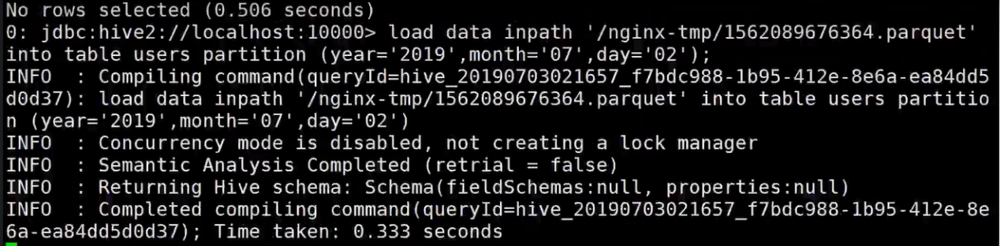 No rows selected (0.506 seconds)
0: jdbc:hive2://localhost:10000> load data inpath '/nginx-tmp/1562089676364.parquet'
into table users partition (year='2019',month='07',day='02');
INFO  : Compiling command(queryId=hive_20190703021657_f7bdc988-1b95-412e-8e6a-ea84dd5
d0d37): load data inpath '/nginx-tmp/1562089676364.parquet' into table users partitio
n (year='2019',month='07',day='02')
INFO  : Concurrency mode is disabled, not creating a lock manager
INFO  : Semantic Analysis Completed (retrial = false)
INFO  : Returning Hive schema: Schema(fieldSchemas:null, properties:null)
INFO  : Completed compiling command(queryId=hive_20190703021657_f7bdc988-1b95-412e-8e
6a-ea84dd5d0d37); Time taken: 0.333 seconds